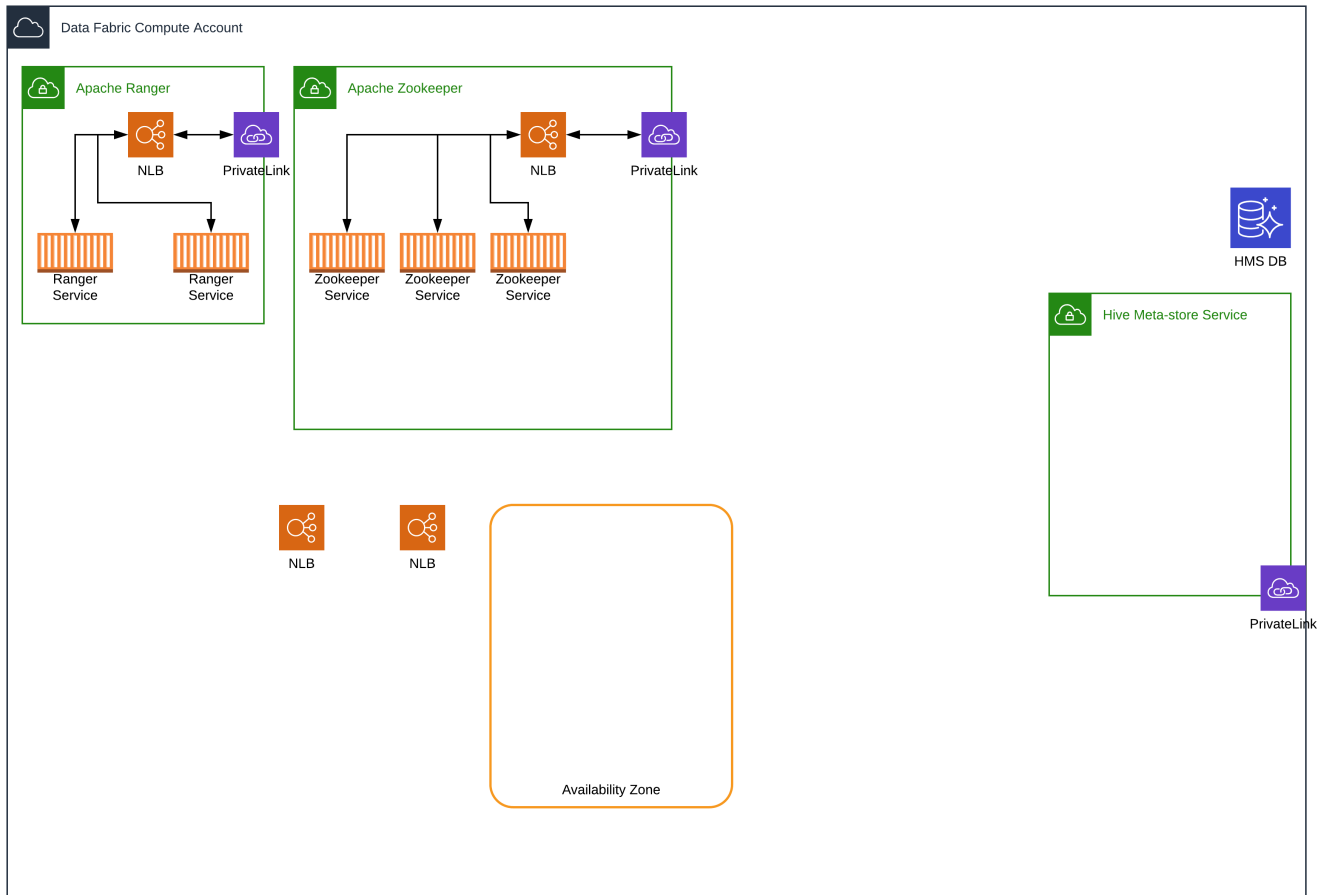 Data Fabric Compute Account
Apache Ranger
NLB
PrivateLink
Ranger
Service
Ranger
Service
Apache Zookeeper
NLB
PrivateLink
Zookeeper
Service
Zookeeper
Service
Zookeeper
Service
HMS DB
Hive Meta-store Service
PrivateLink
NLB
NLB
Availability Zone